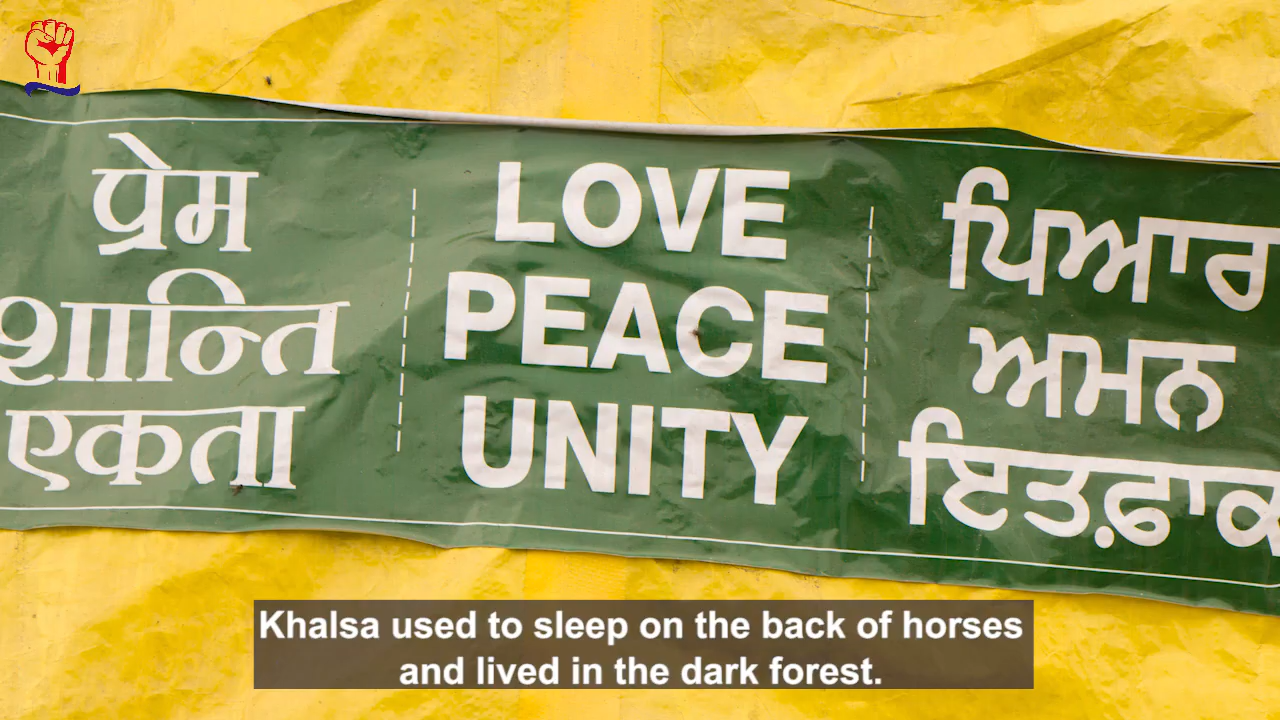 प्रेम
शान्ति
एकता
LOVE
PEACE
UNITY
ਪਿਆਰ
ਅਮਨ
ਇਤਫ਼ਾਕ
Khalsa used to sleep on the back of horses
and lived in the dark forest.